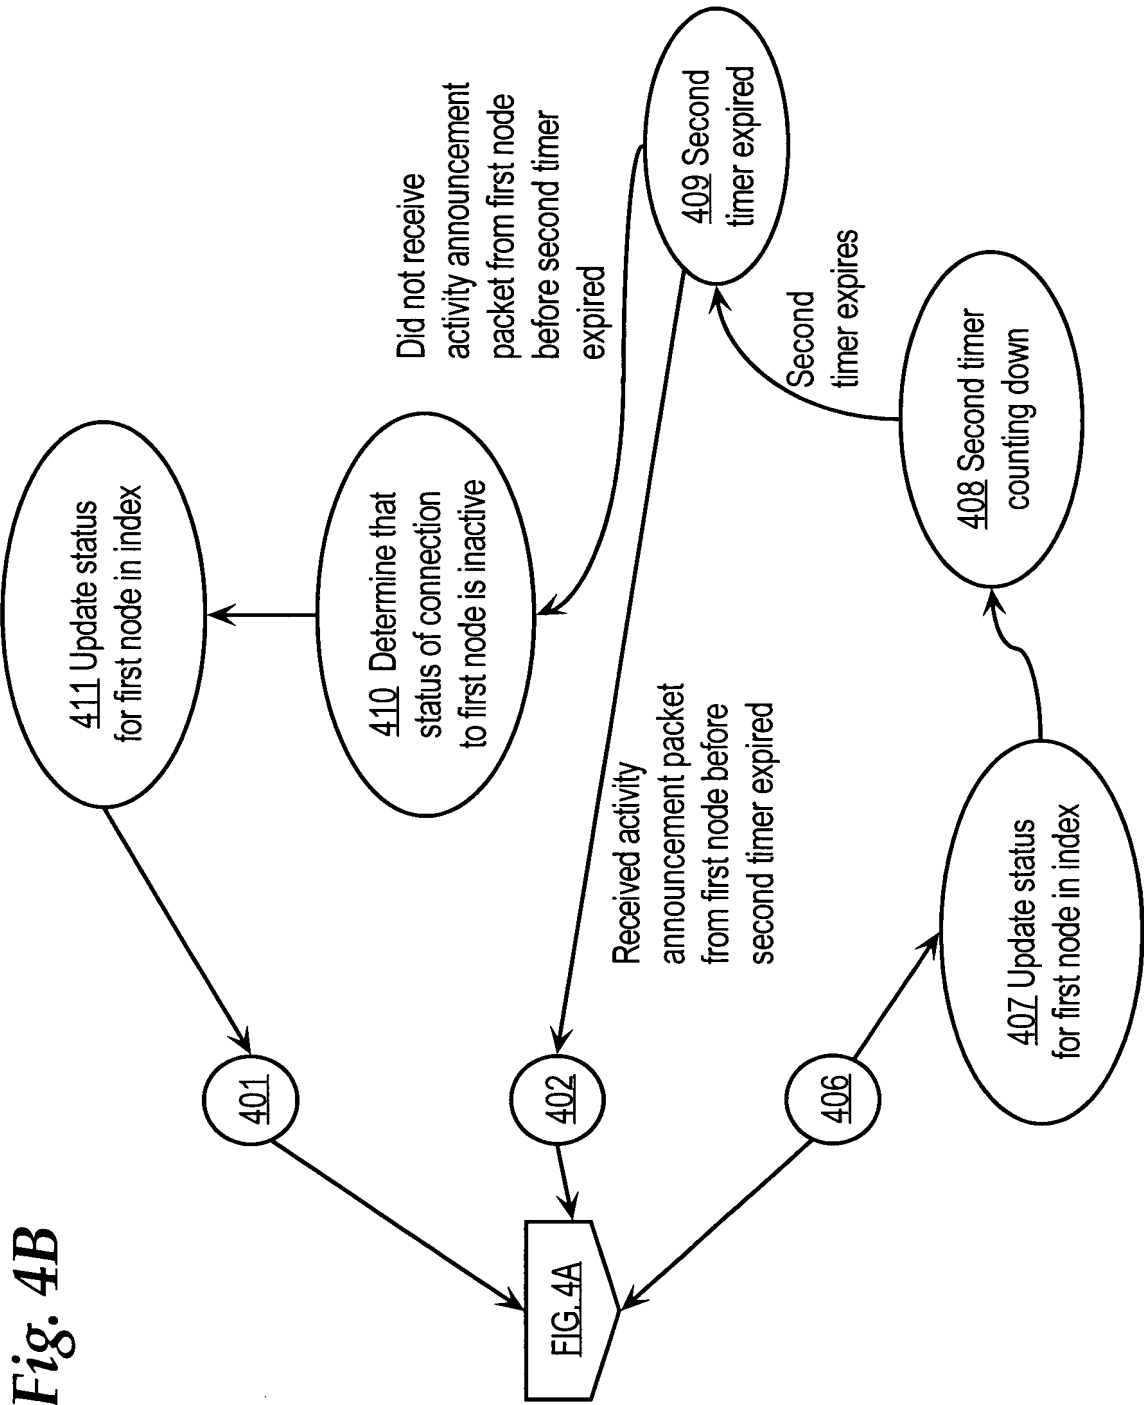 Fig. 4B
FIG. 4A
401
402
406
411 Update status
for first node in index
410 Determine that
status of connection
to first node is inactive
Did not receive
activity announcement
packet from first node
before second timer
expired
409 Second
timer expired
Received activity
announcement packet
from first node before
second timer expired
Second
timer expires
407 Update status
for first node in index
408 Second timer
counting down